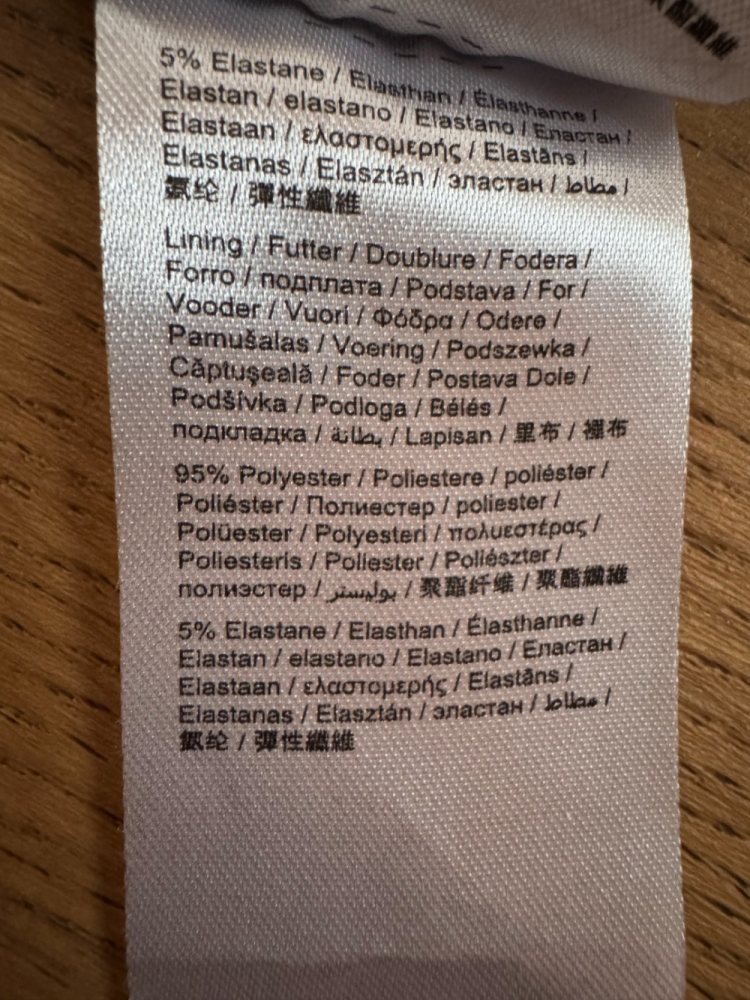 5% Elastane / Elasthan / Élasthanne /
Elastan / elastano / Elastano / Еластан /
Elastaan / ελαστομερής / Elastāns /
Elastanas / Elasztán / эластан / مطاط /
氨纶 / 彈性纖維
Lining / Futter / Doublure / Fodera /
Forro / подплата / Podstava / For /
Vooder / Vuori / Φόδρα / Odere /
Pamušalas / Voering / Podszewka /
Căptuşeală / Foder / Postava Dole /
Podšívka / Podloga / Bélés /
подкладка / بطانة / Lapisan / 里布 / 裡布
95% Polyester / Poliestere / poliéster /
Poliéster / Полиестер / poliester /
Polüester / Polyesteri / πολυεστέρας /
Poliesteris / Poliester / Poliészter /
полиэстер / بوليستر / 聚酯纤维 / 聚酯纖維
5% Elastane / Elasthan / Élasthanne /
Elastan / elastano / Elastano / Еластан /
Elastaan / ελαστομερής / Elastāns /
Elastanas / Elasztán / эластан / مطاط /
氨纶 / 彈性纖維
酯纖維